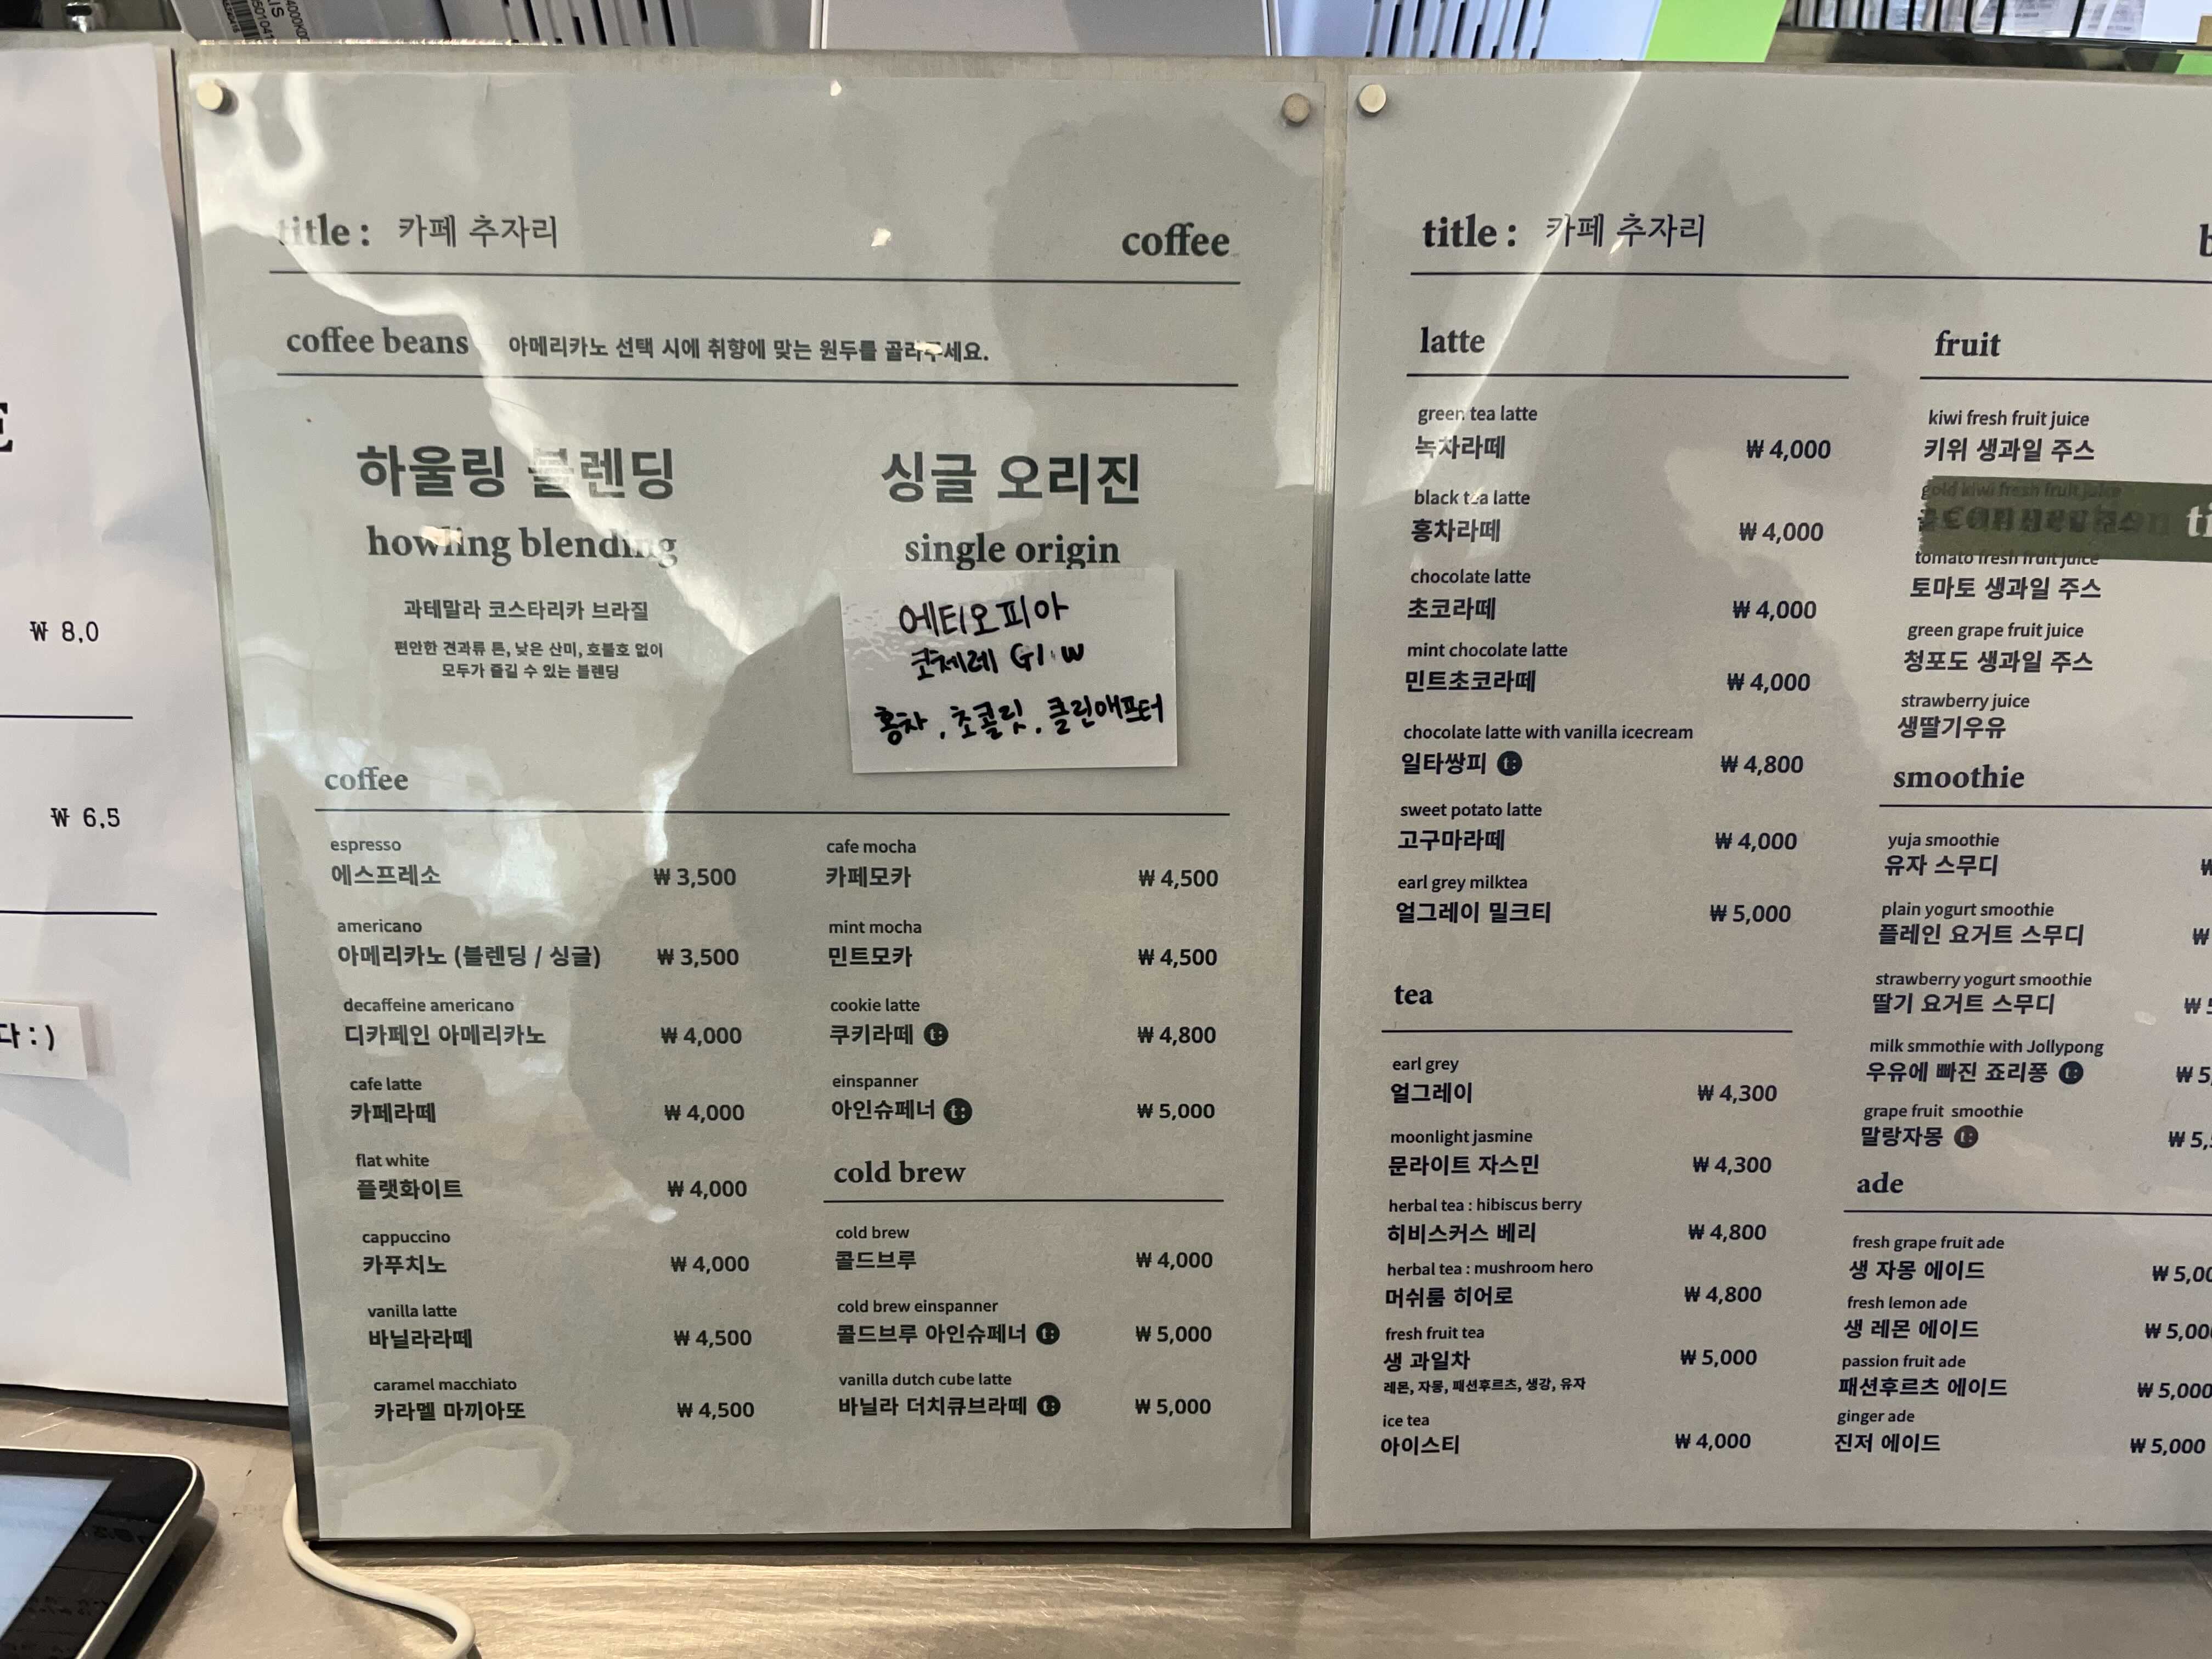 ₩ 8,0
₩ 6,5
다 : )
title : 카페 추자리
coffee
coffee beans 아메리카노 선택 시에 취향에 맞는 원두를 골라주세요.
하울링 블렌딩
howling blending
과테말라 코스타리카 브라질
편안한 견과류 톤, 낮은 산미, 호불호 없이
모두가 즐길 수 있는 블렌딩
싱글 오리진
single origin
에티오피아
코체레 G1. W
홍차, 초콜릿, 클린애프터
coffee
espresso
에스프레소 ₩ 3,500
americano
아메리카노 (블렌딩 / 싱글) ₩ 3,500
decaffeine americano
디카페인 아메리카노 ₩ 4,000
cafe latte
카페라떼 ₩ 4,000
flat white
플랫화이트 ₩ 4,000
cappuccino
카푸치노 ₩ 4,000
vanilla latte
바닐라라떼 ₩ 4,500
caramel macchiato
카라멜 마끼아또 ₩ 4,500
cafe mocha
카페모카 ₩ 4,500
mint mocha
민트모카 ₩ 4,500
cookie latte
쿠키라떼 t: ₩ 4,800
einspanner
아인슈페너 t: ₩ 5,000
cold brew
cold brew
콜드브루 ₩ 4,000
cold brew einspanner
콜드브루 아인슈페너 t: ₩ 5,000
vanilla dutch cube latte
바닐라 더치큐브라떼 t: ₩ 5,000
title : 카페 추자리
latte
green tea latte
녹차라떼 ₩ 4,000
black tea latte
홍차라떼 ₩ 4,000
chocolate latte
초코라떼 ₩ 4,000
mint chocolate latte
민트초코라떼 ₩ 4,000
chocolate latte with vanilla icecream
일타쌍피 t: ₩ 4,800
sweet potato latte
고구마라떼 ₩ 4,000
earl grey milktea
얼그레이 밀크티 ₩ 5,000
tea
earl grey
얼그레이 ₩ 4,300
moonlight jasmine
문라이트 자스민 ₩ 4,300
herbal tea : hibiscus berry
히비스커스 베리 ₩ 4,800
herbal tea : mushroom hero
머쉬룸 히어로 ₩ 4,800
fresh fruit tea
생 과일차 ₩ 5,000
레몬, 자몽, 패션후르츠, 생강, 유자
ice tea
아이스티 ₩ 4,000
fruit
kiwi fresh fruit juice
키위 생과일 주스
gold kiwi fresh fruit juice
tomato fresh fruit juice
토마토 생과일 주스
green grape fruit juice
청포도 생과일 주스
strawberry juice
생딸기우유
smoothie
yuja smoothie
유자 스무디 ₩
plain yogurt smoothie
플레인 요거트 스무디 ₩
strawberry yogurt smoothie
딸기 요거트 스무디 ₩
milk smmothie with Jollypong
우유에 빠진 죠리퐁 t: ₩ 5,
grape fruit smoothie
말랑자몽 t: ₩ 5,
ade
fresh grape fruit ade
생 자몽 에이드 ₩ 5,00
fresh lemon ade
생 레몬 에이드 ₩ 5,00
passion fruit ade
패션후르츠 에이드 ₩ 5,000
ginger ade
진저 에이드 ₩ 5,000